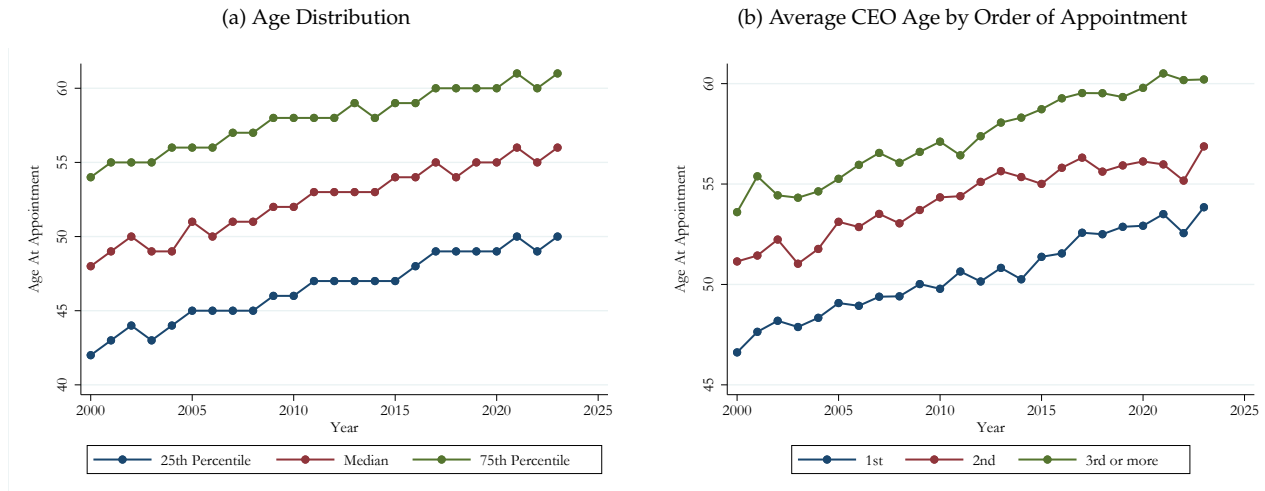 (a) Age Distribution
Age At Appointment
60
55
50
45
40
2000 2005 2010 2015 2020 2025
Year
25th Percentile Median 75th Percentile
(b) Average CEO Age by Order of Appointment
Age At Appointment
60
55
50
45
2000 2005 2010 2015 2020 2025
Year
1st 2nd 3rd or more